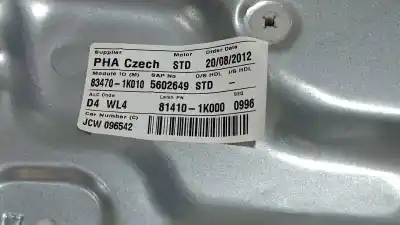 Supplier Motor Order Date
PHA Czech STD 20/08/2012
Module ID (M) SAP No O/S HDL I/S HDL
83470-1K010 5602649 STD -
ALC Code Latch PN SEQ
D4 WL4 81410-1K000 0996
Car Number (C)
JCW 096542